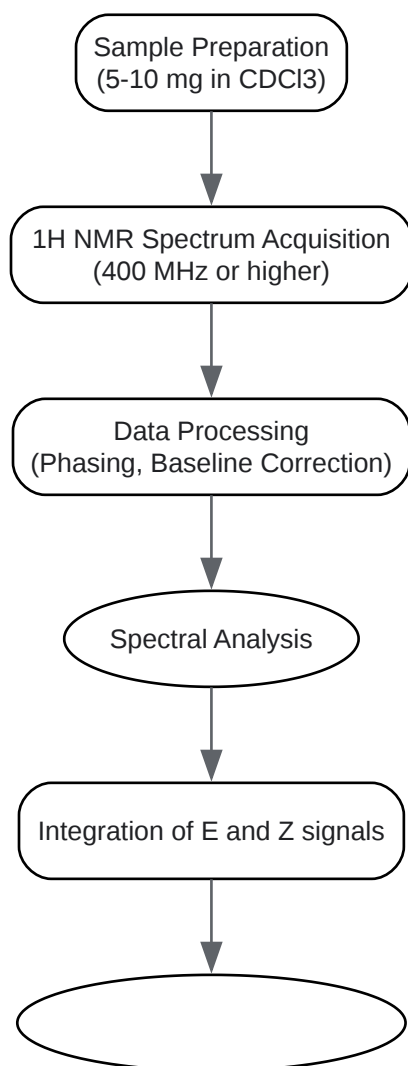 Sample Preparation
(5-10 mg in CDCl3)
1H NMR Spectrum Acquisition
(400 MHz or higher)
Data Processing
(Phasing, Baseline Correction)
Spectral Analysis
Integration of E and Z signals